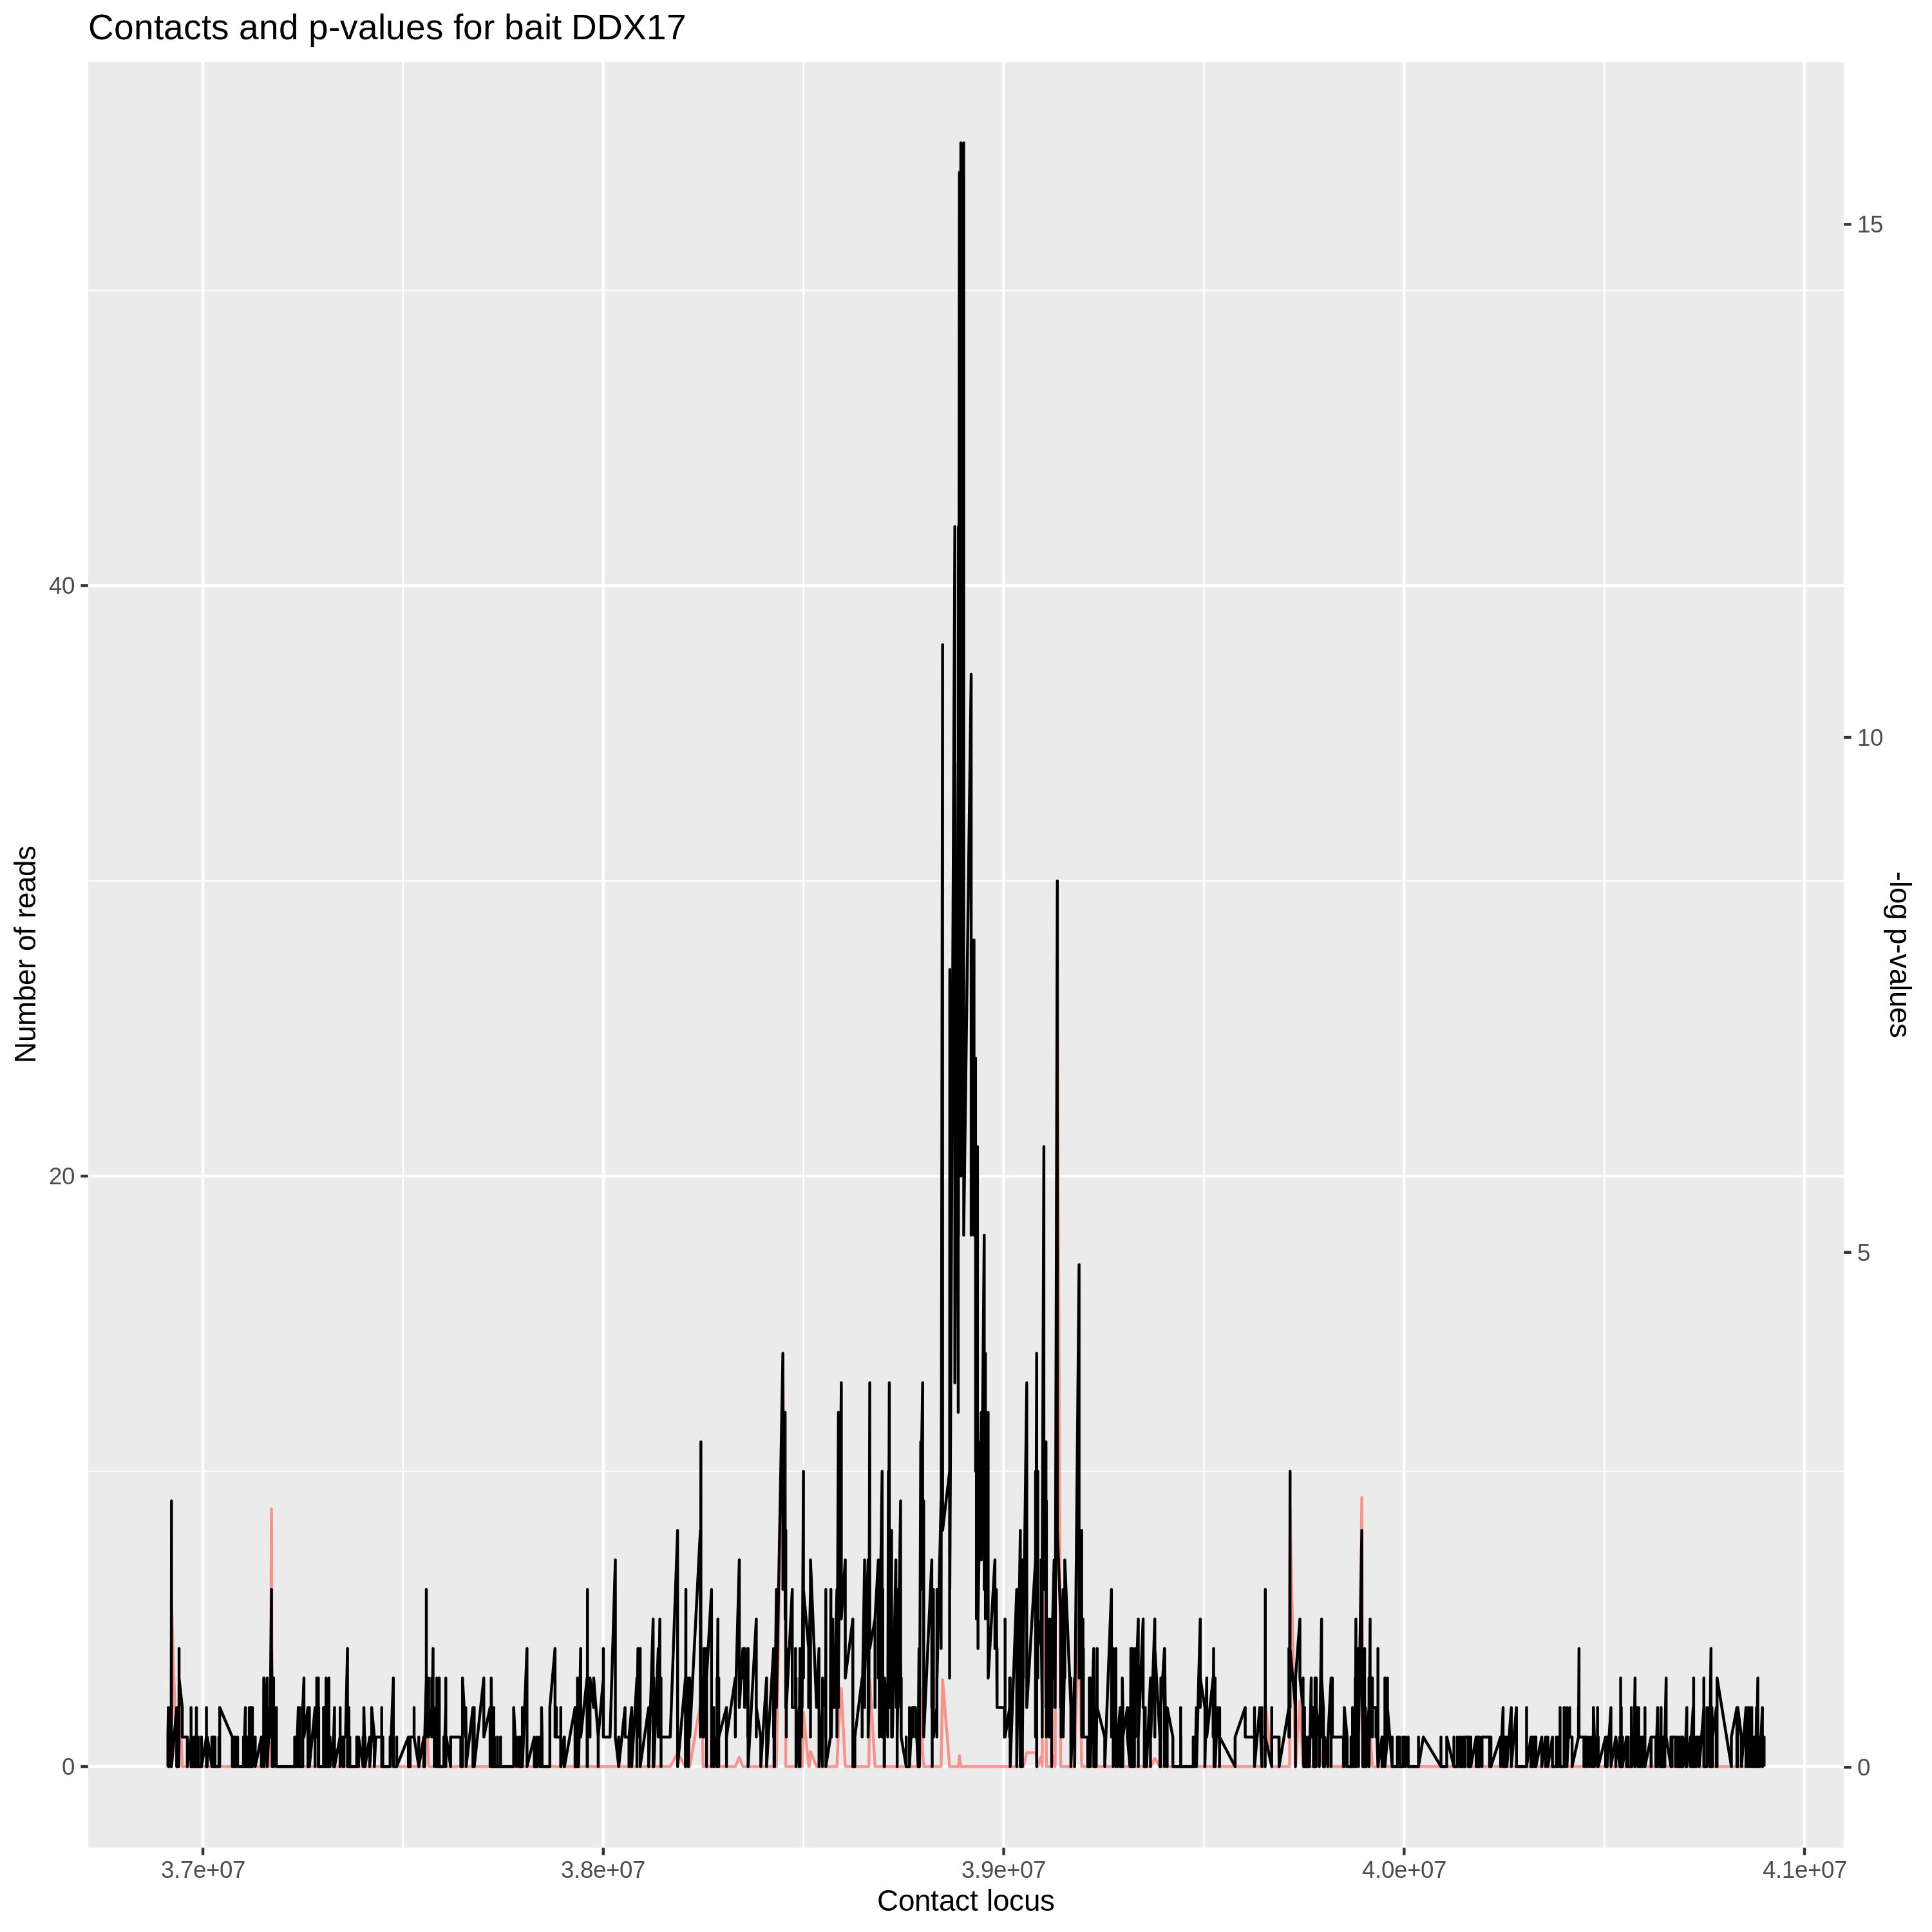 Contacts and p-values for bait DDX17
40
20
0
Number of reads
15
10
5
0
-log p-values
3.7e+07
3.8e+07
3.9e+07
4.0e+07
4.1e+07
Contact locus